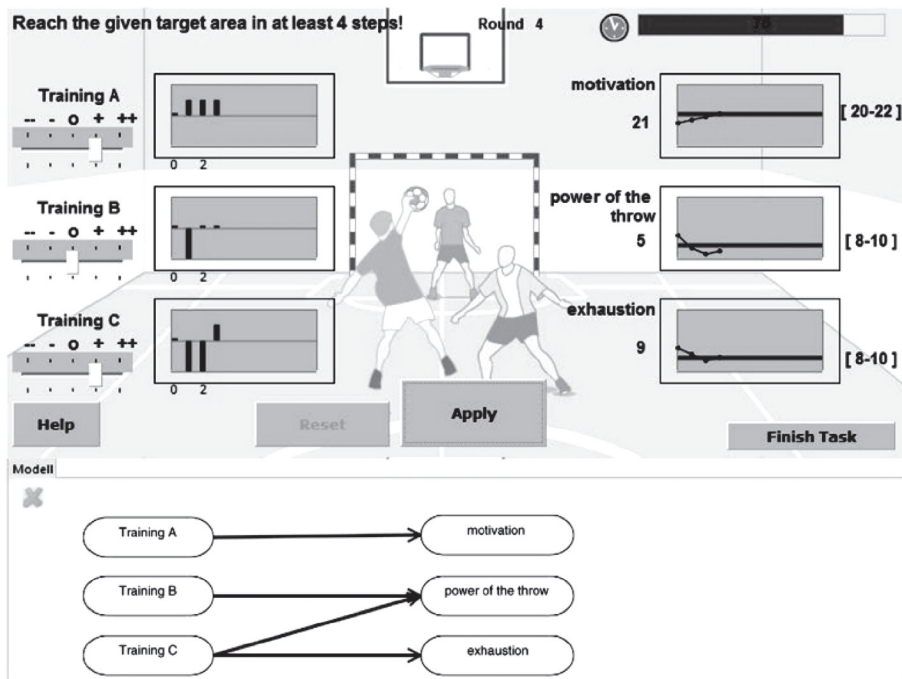 Reach the given target area in at least 4 steps!
Round 4
Training A
-- - o + ++
0 2
motivation
21
[ 20-22 ]
Training B
-- - o + ++
0 2
power of the
throw
5
[ 8-10 ]
Training C
-- - o + ++
0 2
exhaustion
9
[ 8-10 ]
Help
Reset
Apply
Finish Task
Modell
Training A
motivation
Training B
power of the throw
Training C
exhaustion